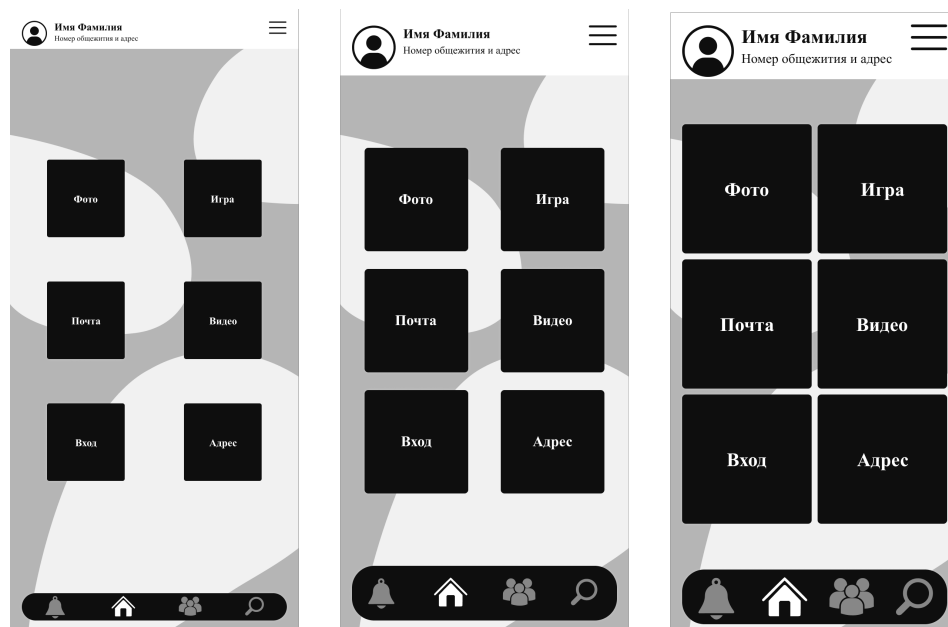 Имя Фамилия
Номер общежития и адрес
Фото
Игра
Почта
Видео
Вход
Адрес
Имя Фамилия
Номер общежития и адрес
Фото
Игра
Почта
Видео
Вход
Адрес
Имя Фамилия
Номер общежития и адрес
Фото
Игра
Почта
Видео
Вход
Адрес